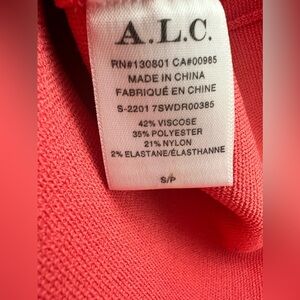 A.L.C.
RN#130801 CA#00985
MADE IN CHINA
FABRIQUÉ EN CHINE
S-2201 7SWDR00385
42% VISCOSE
35% POLYESTER
21% NYLON
2% ELASTANE/ÉLASTHANNE
S/P